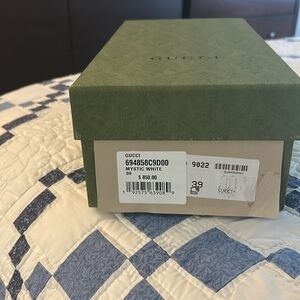 GUCCI
GUCCI
694858C9D00
MYSTIC WHITE
39
$ 850.00
9022
39